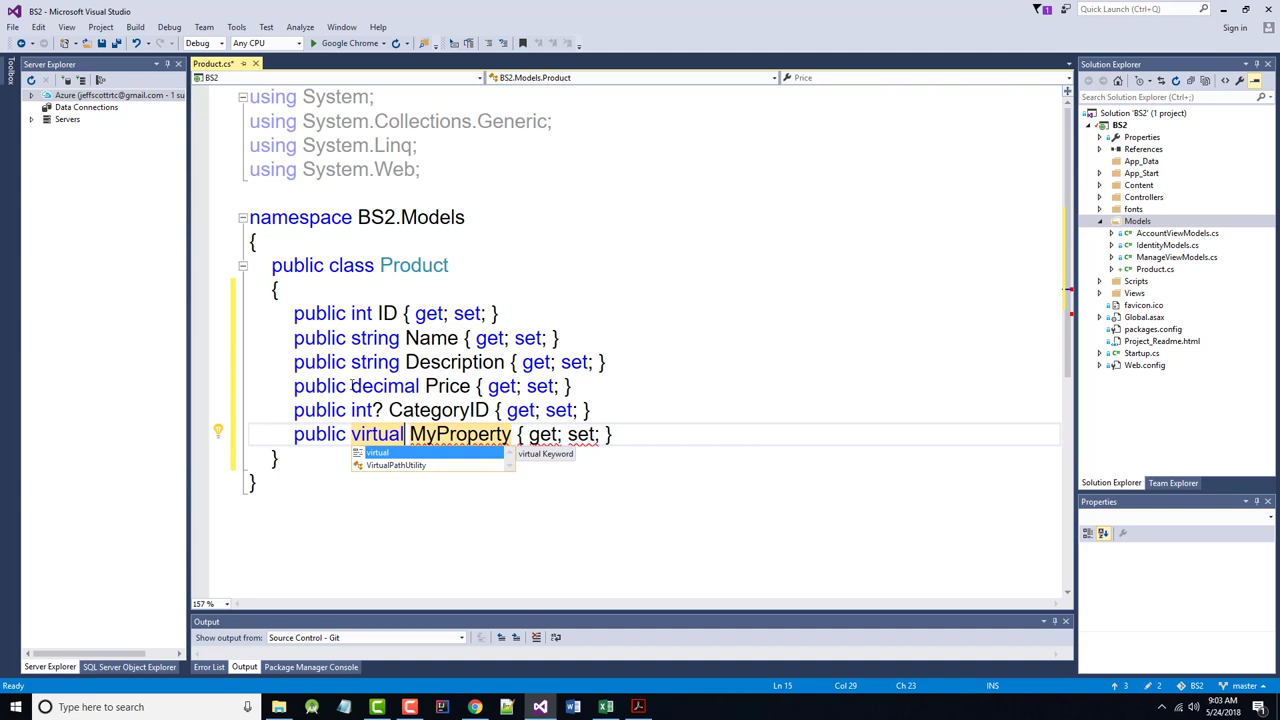 BS2 - Microsoft Visual Studio
1
Quick Launch (Ctrl+Q)
File Edit View Project Build Debug Team Tools Test Analyze Window Help
Sign in
Debug Any CPU Google Chrome
Toolbox
Server Explorer
Azure (jeffscottrtc@gmail.com - 1 su
Data Connections
Servers
Product.cs*
BS2 BS2.Models.Product Price
using System;
using System.Collections.Generic;
using System.Linq;
using System.Web;
namespace BS2.Models
{
public class Product
{
public int ID { get; set; }
public string Name { get; set; }
public string Description { get; set; }
public decimal Price { get; set; }
public int? CategoryID { get; set; }
public virtual MyProperty { get; set; }
virtual
virtual Keyword
VirtualPathUtility
}
}
157 %
Solution Explorer
Search Solution Explorer (Ctrl+;)
Solution 'BS2' (1 project)
BS2
Properties
References
App_Data
App_Start
Content
Controllers
fonts
Models
AccountViewModels.cs
IdentityModels.cs
ManageViewModels.cs
Product.cs
Scripts
Views
favicon.ico
Global.asax
packages.config
Project_Readme.html
Startup.cs
Web.config
Solution Explorer Team Explorer
Properties
Output
Show output from: Source Control - Git
Server Explorer SQL Server Object Explorer
Error List Output Package Manager Console
Ready Ln 15 Col 29 Ch 23 INS 3 2 BS2 master
Type here to search
9:03 AM
5/24/2018